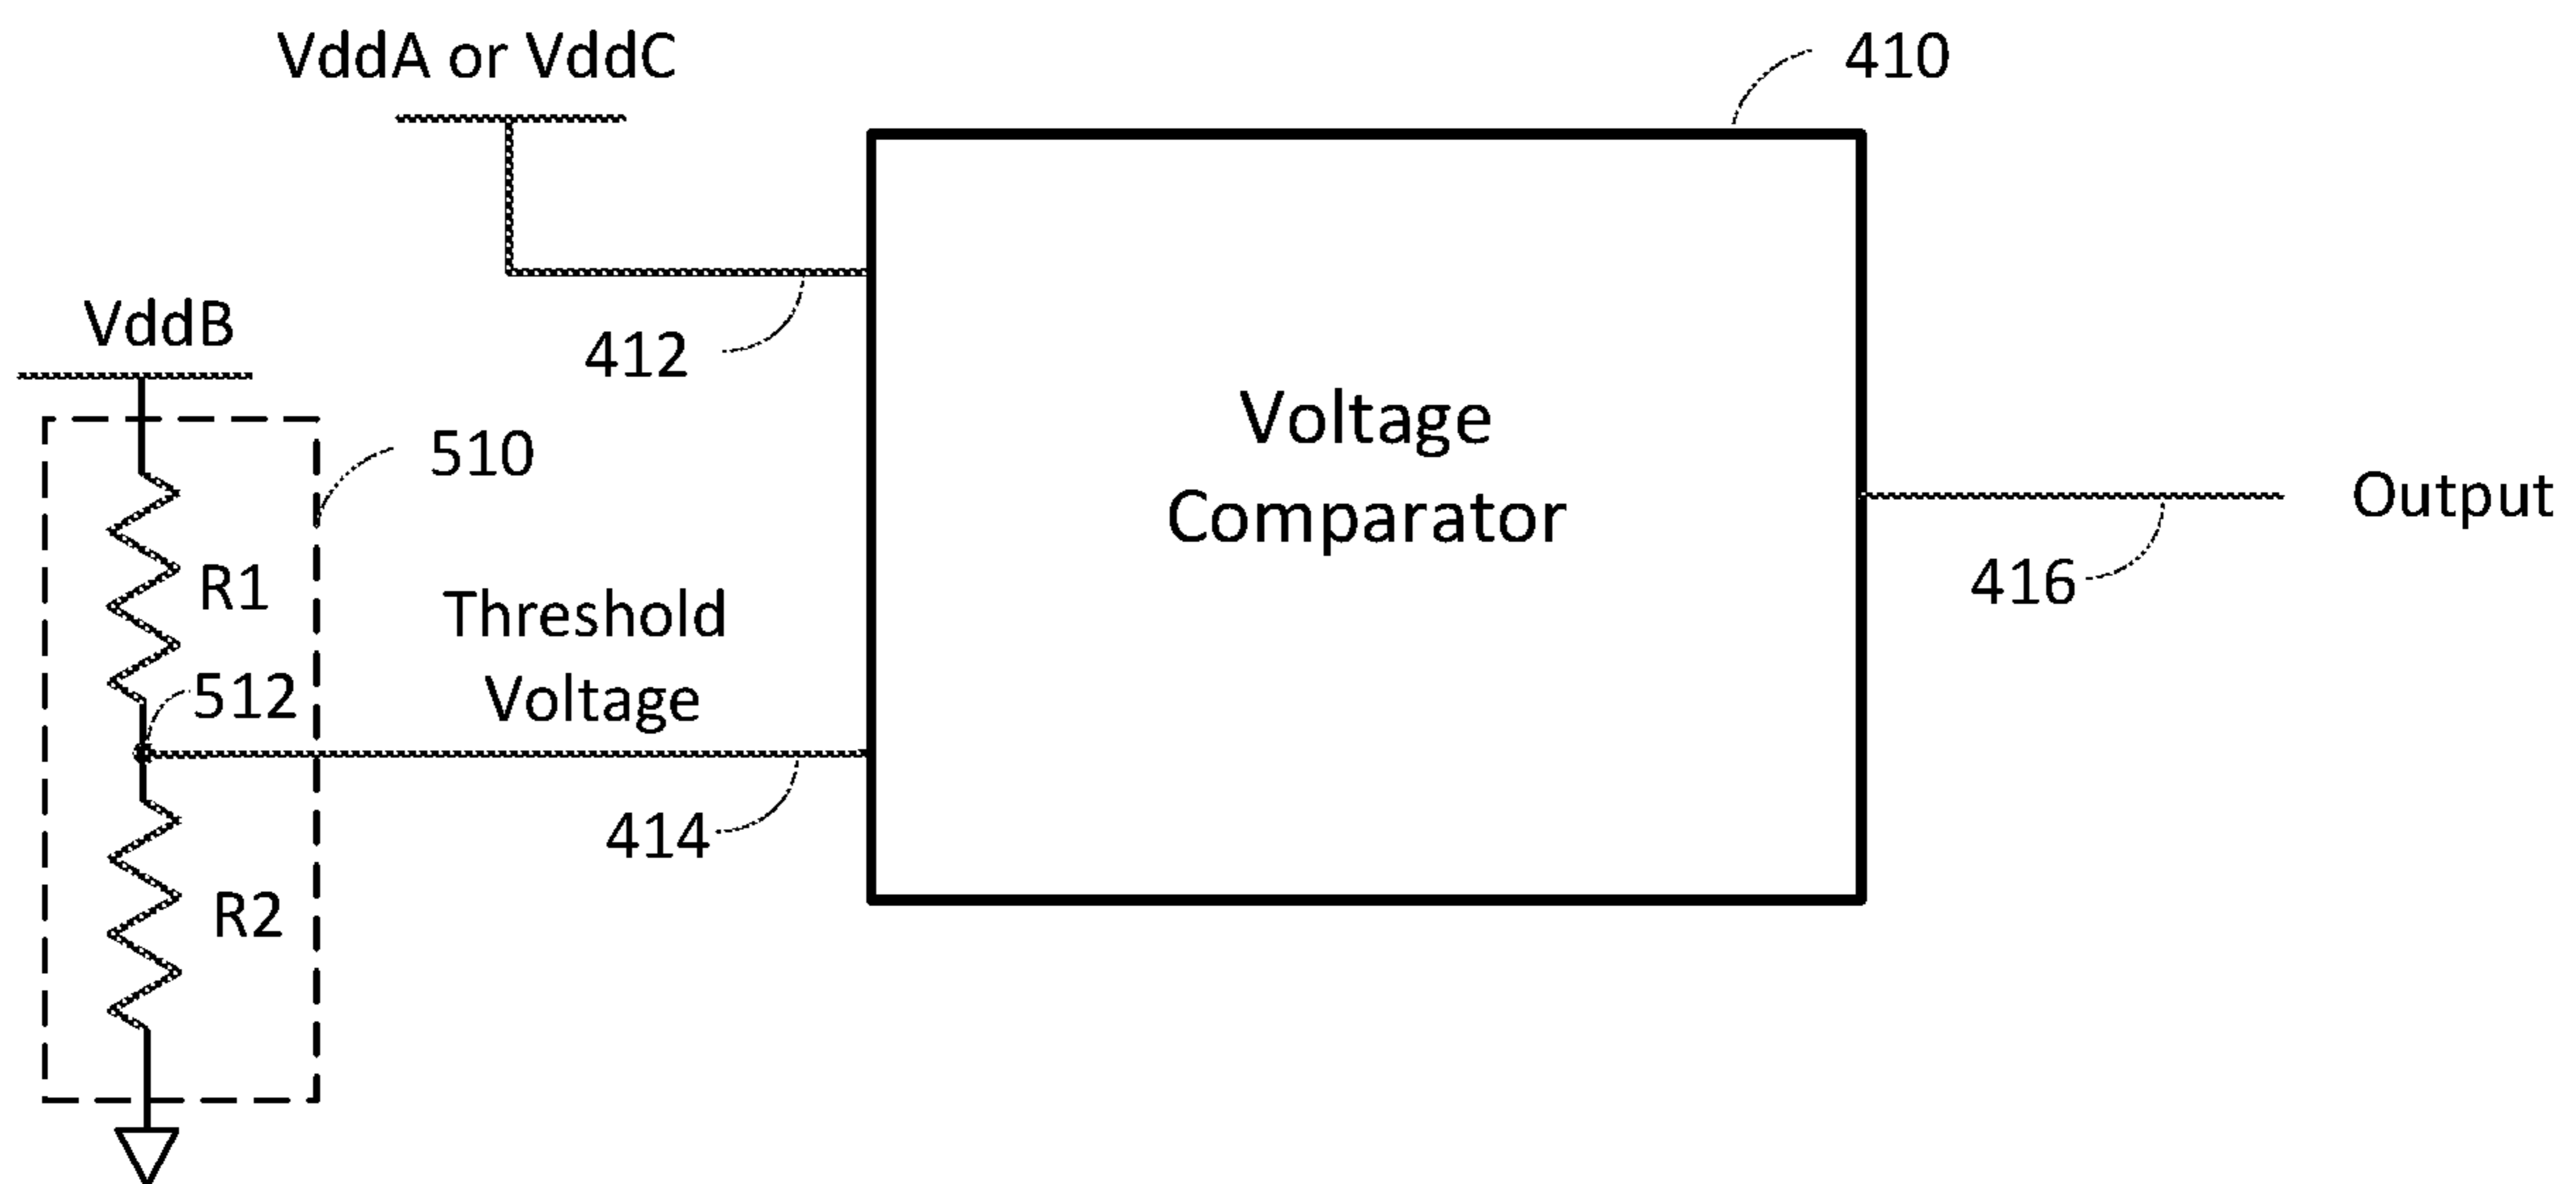 VddA or VddC
410
412
VddB
510
Voltage
Comparator
Output
R1
416
Threshold
Voltage
512
414
R2